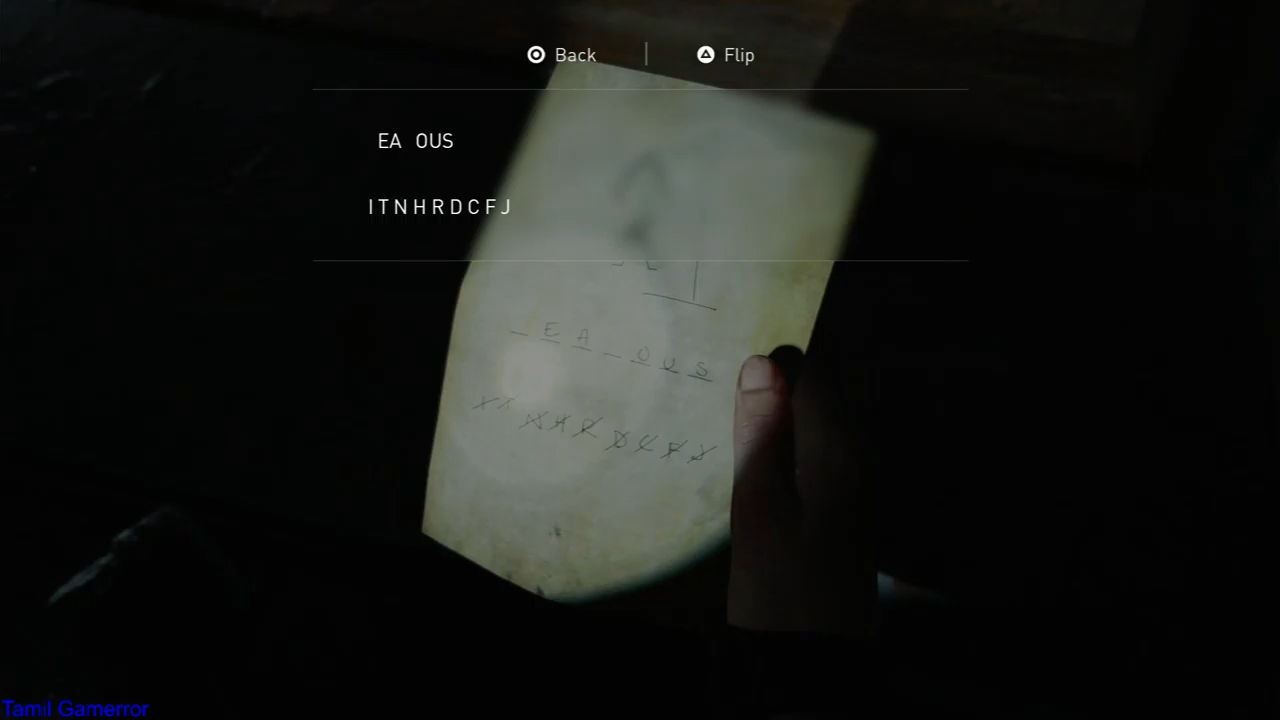 Back | Flip
EA OUS
ITNHRDCFJ
_ E A _ O U S
Tamil Gamerror